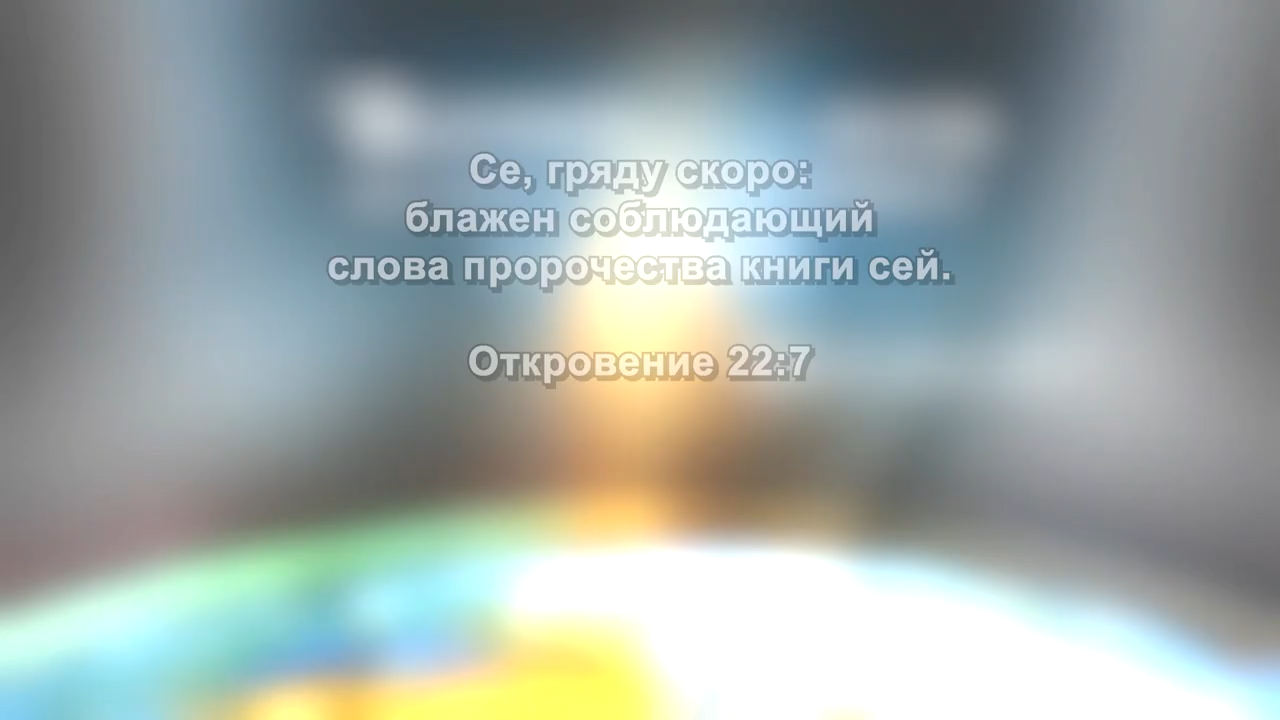 Се, гряду скоро:
блажен соблюдающий
слова пророчества книги сей.
Откровение 22:7